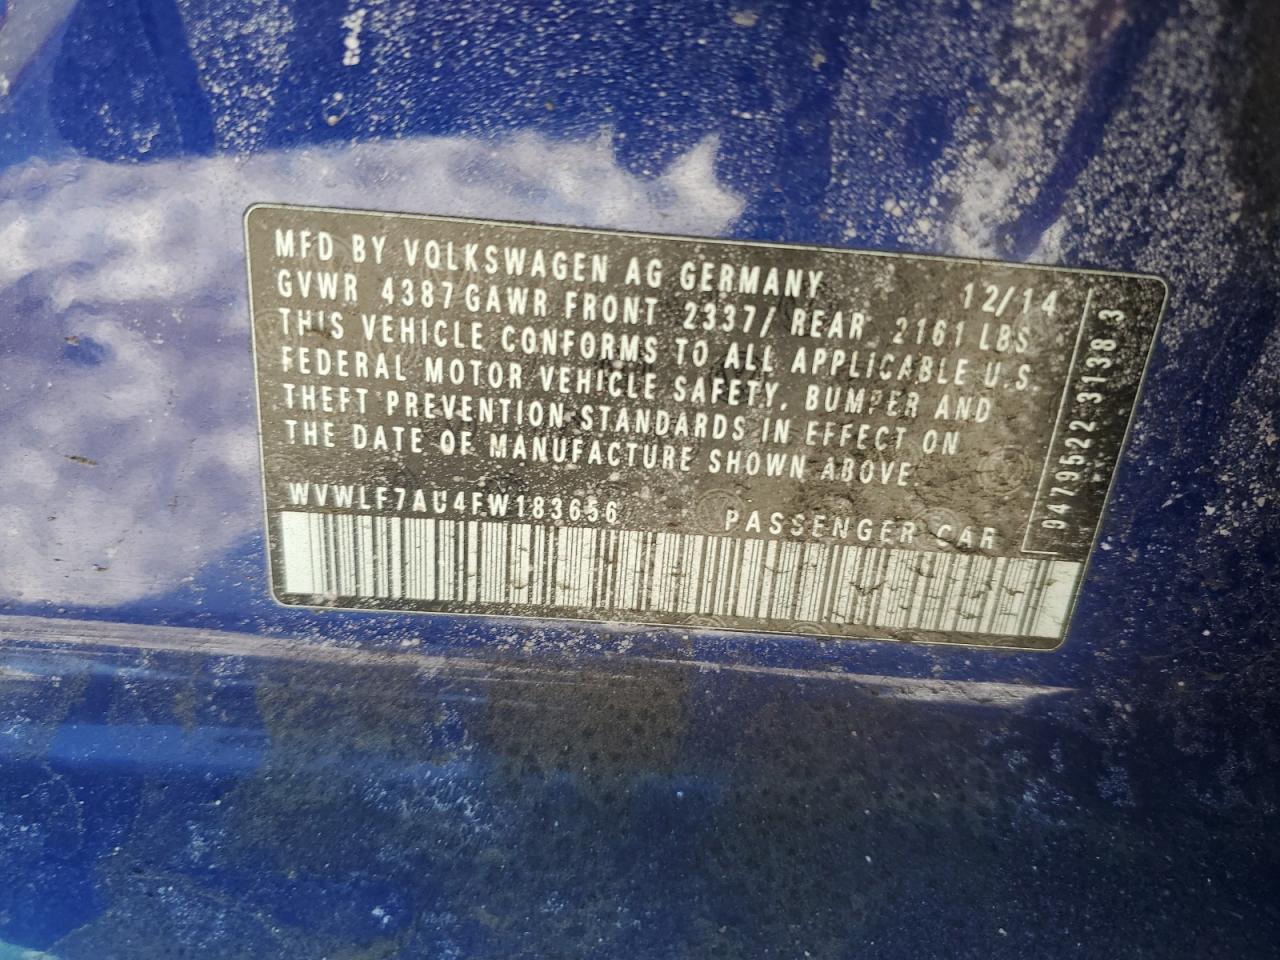 MFD BY VOLKSWAGEN AG GERMANY 12/14
GVWR 4387 GAWR FRONT 2337/ REAR 2161 LBS
THIS VEHICLE CONFORMS TO ALL APPLICABLE U.S.
FEDERAL MOTOR VEHICLE SAFETY, BUMPER AND
THEFT PREVENTION STANDARDS IN EFFECT ON
THE DATE OF MANUFACTURE SHOWN ABOVE.
WVWLF7AU4FW183656 PASSENGER CAR
9479522 3138 3